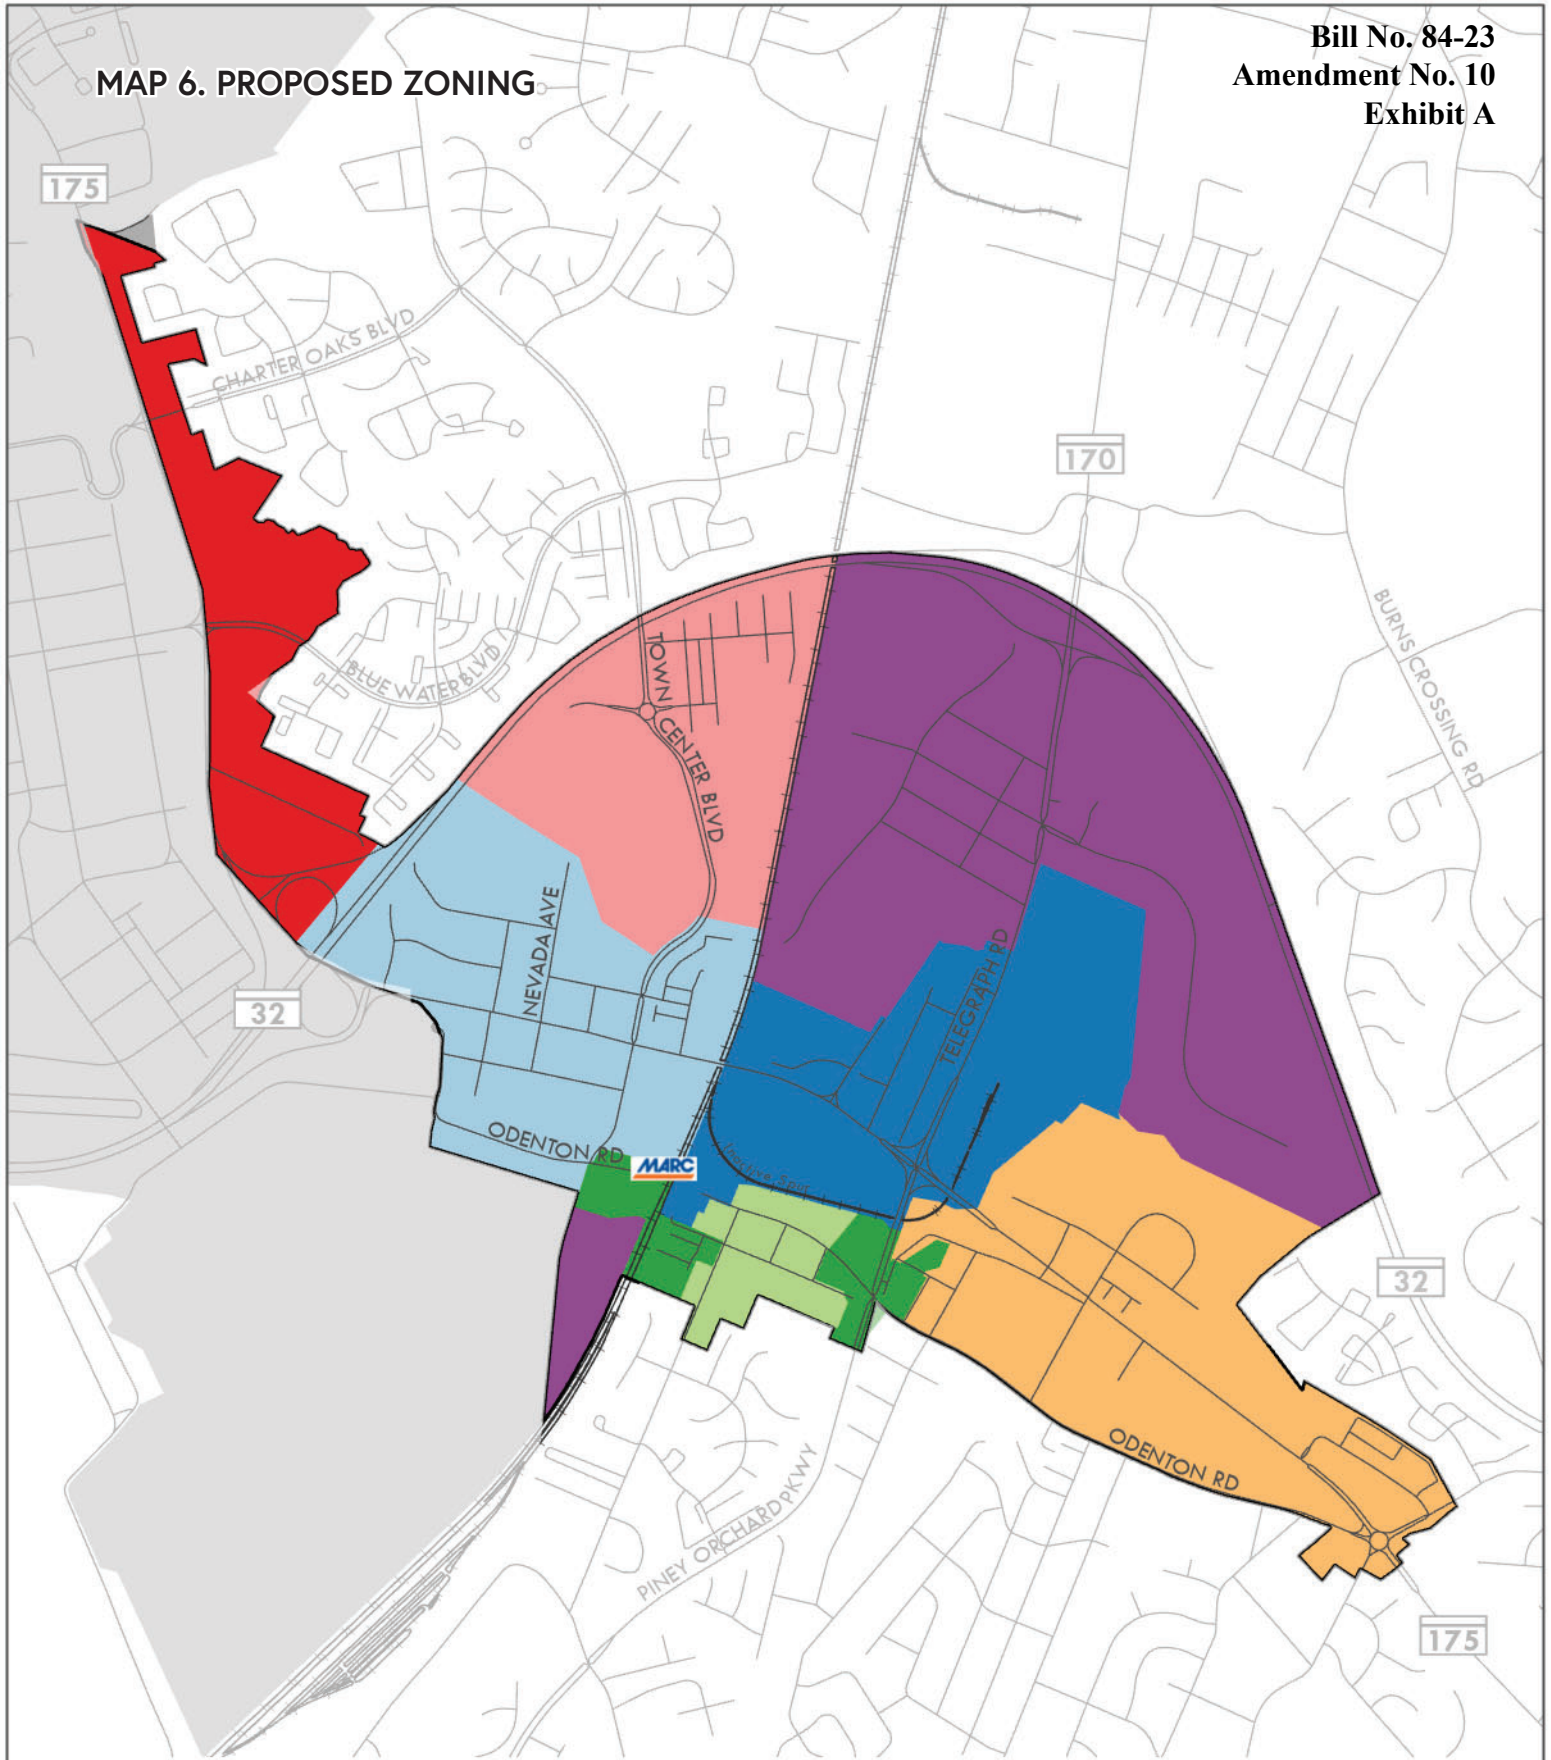 Bill No. 84-23
Amendment No. 10
Exhibit A
MAP 6. PROPOSED ZONING
175
CHARTER OAKS BLVD
170
BURNS CROSSING RD
BLUE WATER BLVD
TOWN CENTER BLVD
NEVADA AVE
TELEGRAPH RD
32
ODENTON RD
MARC
Inactive Spur
32
ODENTON RD
PINEY ORCHARD PKWY
175